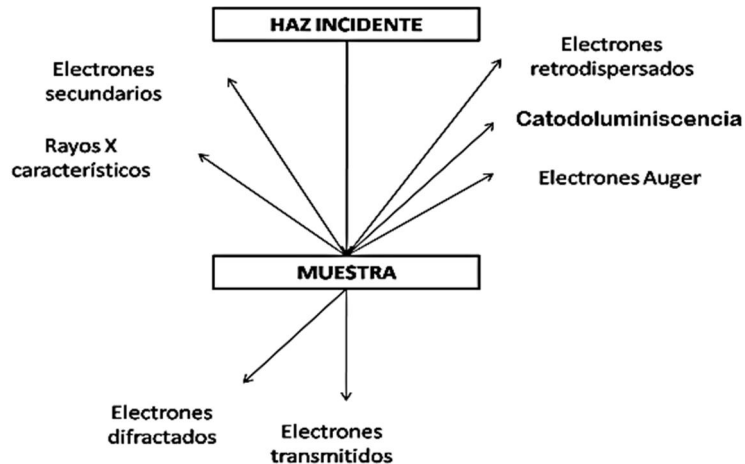 HAZ INCIDENTE
Electrones
secundarios
Rayos X
característicos
Electrones
retrodispersados
Catodoluminiscencia
Electrones Auger
MUESTRA
Electrones
difractados
Electrones
transmitidos